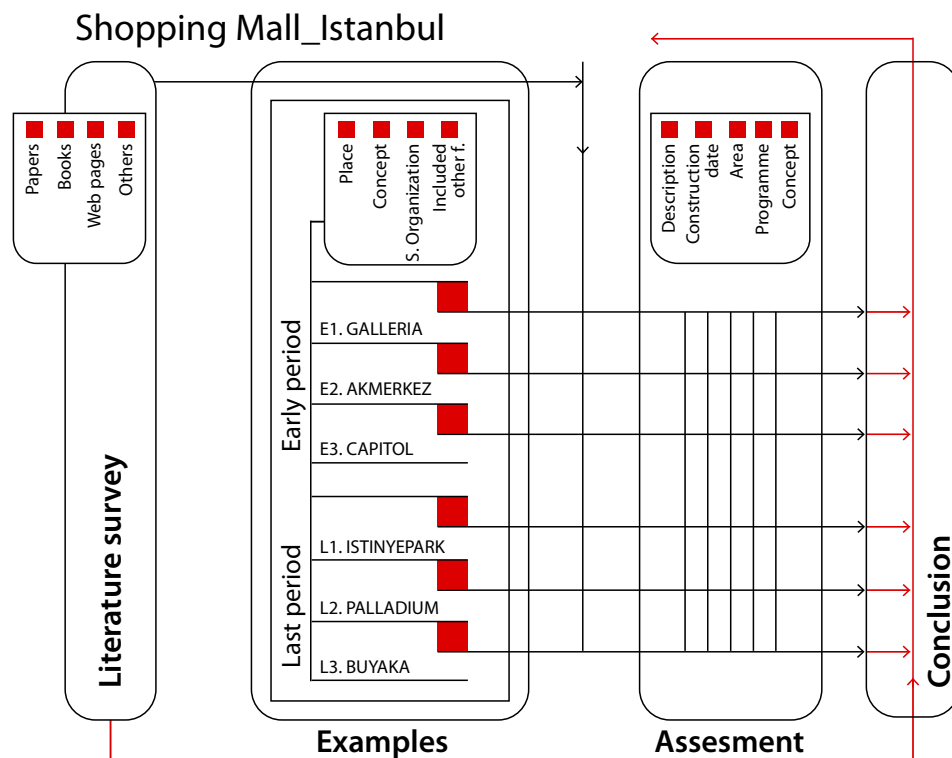 Shopping Mall_Istanbul
Papers
Books
Web pages
Others
Literature survey
Place
Concept
S. Organization
Included
other f.
Early period
E1. GALLERIA
E2. AKMERKEZ
E3. CAPITOL
Last period
L1. ISTINYEPARK
L2. PALLADIUM
L3. BUYAKA
Examples
Description
Construction
date
Area
Programme
Concept
Assesment
Conclusion